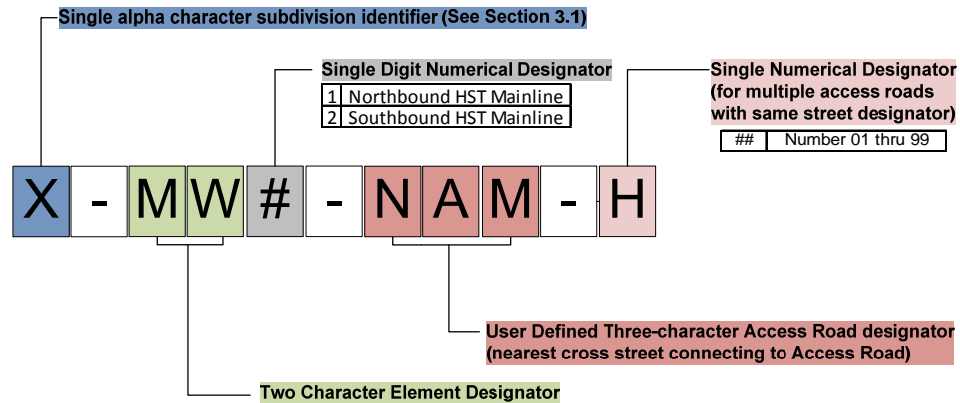 Single alpha character subdivision identifier (See Section 3.1)
Single Digit Numerical Designator
1 Northbound HST Mainline
2 Southbound HST Mainline
Single Numerical Designator
(for multiple access roads
with same street designator)
## Number 01 thru 99
X - M W # - N A M - H
User Defined Three-character Access Road designator
(nearest cross street connecting to Access Road)
Two Character Element Designator